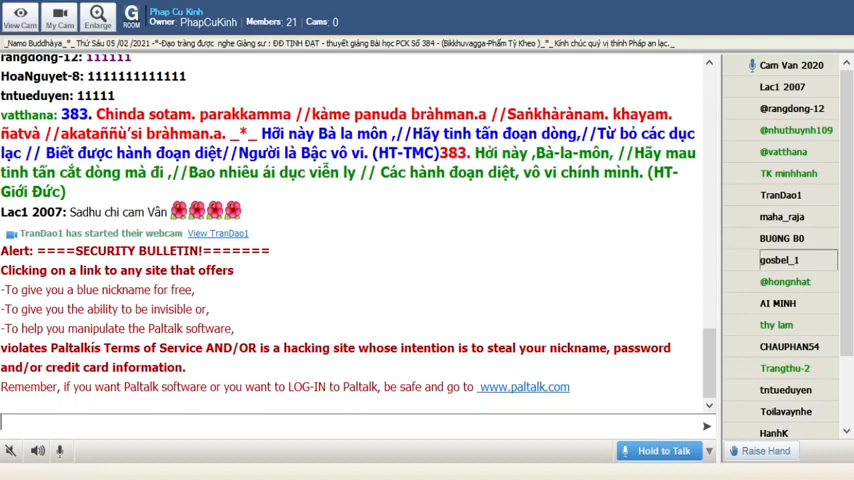 View Cam
My Cam
Enlarge
G
ROOM
Phap Cu Kinh
Owner: PhapCuKinh Members: 21 Cams: 0
_Namo Buddhàya_*_ Thứ Sáu 05 /02 /2021 -*-Đạo tràng được nghe Giảng sư : ĐĐ TỊNH ĐẠT - thuyết giảng Bài học PCK Số 384 - (Bikkhuvagga-Phẩm Tỳ Kheo )_*_ Kính chúc quý vị thính Pháp an lạc._
rangdong-12: 111111
HoaNguyet-8: 1111111111111
tntueduyen: 11111
vatthana: 383. Chinda sotam. parakkamma //kàme panuda bràhman.a //Saṅkhàrànam. khayam.
ñatvà //akataññù'si bràhman.a. _*_ Hỡi này Bà la môn ,//Hãy tinh tấn đoạn dòng,//Từ bỏ các dục
lạc // Biết được hành đoạn diệt//Người là Bậc vô vi. (HT-TMC)383. Hới này ,Bà-la-môn, //Hãy mau
tinh tấn cắt dòng mà đi ,//Bao nhiêu ái dục viễn ly // Các hành đoạn diệt, vô vi chính mình. (HT-
Giới Đức)
Lac1 2007: Sadhu chi cam Vân
TranDao1 has started their webcam View TranDao1
Alert: ====SECURITY BULLETIN!=======
Clicking on a link to any site that offers
-To give you a blue nickname for free,
-To give you the ability to be invisible or,
-To help you manipulate the Paltalk software,
violates Paltalkís Terms of Service AND/OR is a hacking site whose intention is to steal your nickname, password
and/or credit card information.
Remember, if you want Paltalk software or you want to LOG-IN to Paltalk, be safe and go to www.paltalk.com
Hold to Talk
Cam Van 2020
Lac1 2007
@rangdong-12
@nhuthuynh109
@vatthana
TK minhhanh
TranDao1
maha_raja
BU0NG B0
gosbel_1
@hongnhat
AI MINH
thy lam
CHAUPHAN54
Trangthu-2
tntueduyen
Toilavaynhe
HanhK
Raise Hand